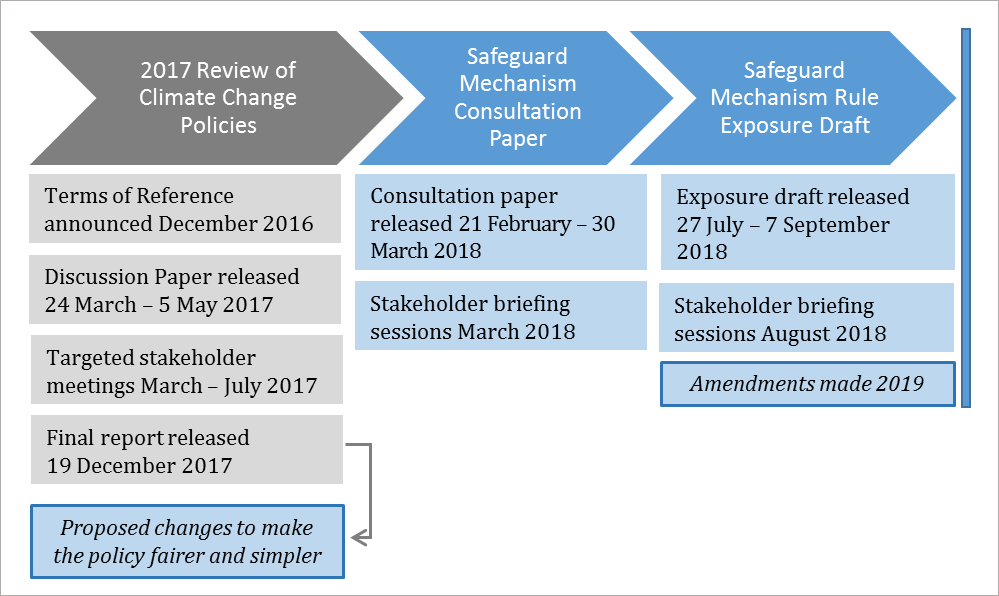 2017 Review of
Climate Change
Policies
Terms of Reference
announced December 2016
Discussion Paper released
24 March – 5 May 2017
Targeted stakeholder
meetings March – July 2017
Final report released
19 December 2017
Proposed changes to make
the policy fairer and simpler
Safeguard
Mechanism
Consultation
Paper
Consultation paper
released 21 February – 30
March 2018
Stakeholder briefing
sessions March 2018
Safeguard
Mechanism Rule
Exposure Draft
Exposure draft released
27 July – 7 September
2018
Stakeholder briefing
sessions August 2018
Amendments made 2019